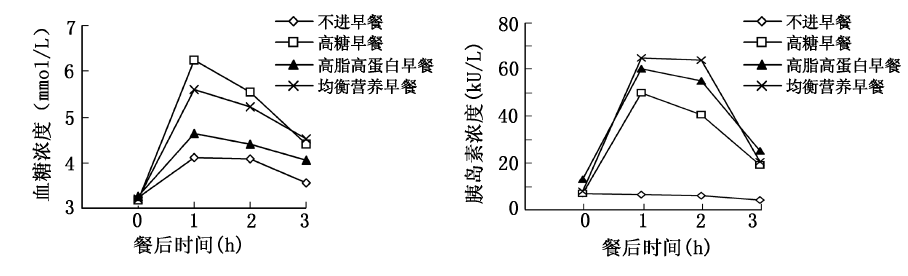 血糖浓度(mmol/L)
7
6
5
4
3
0 1 2 3
餐后时间(h)
不进早餐
高糖早餐
高脂高蛋白早餐
均衡营养早餐
胰岛素浓度(kU/L)
80
60
40
20
0
0 1 2 3
餐后时间(h)
不进早餐
高糖早餐
高脂高蛋白早餐
均衡营养早餐